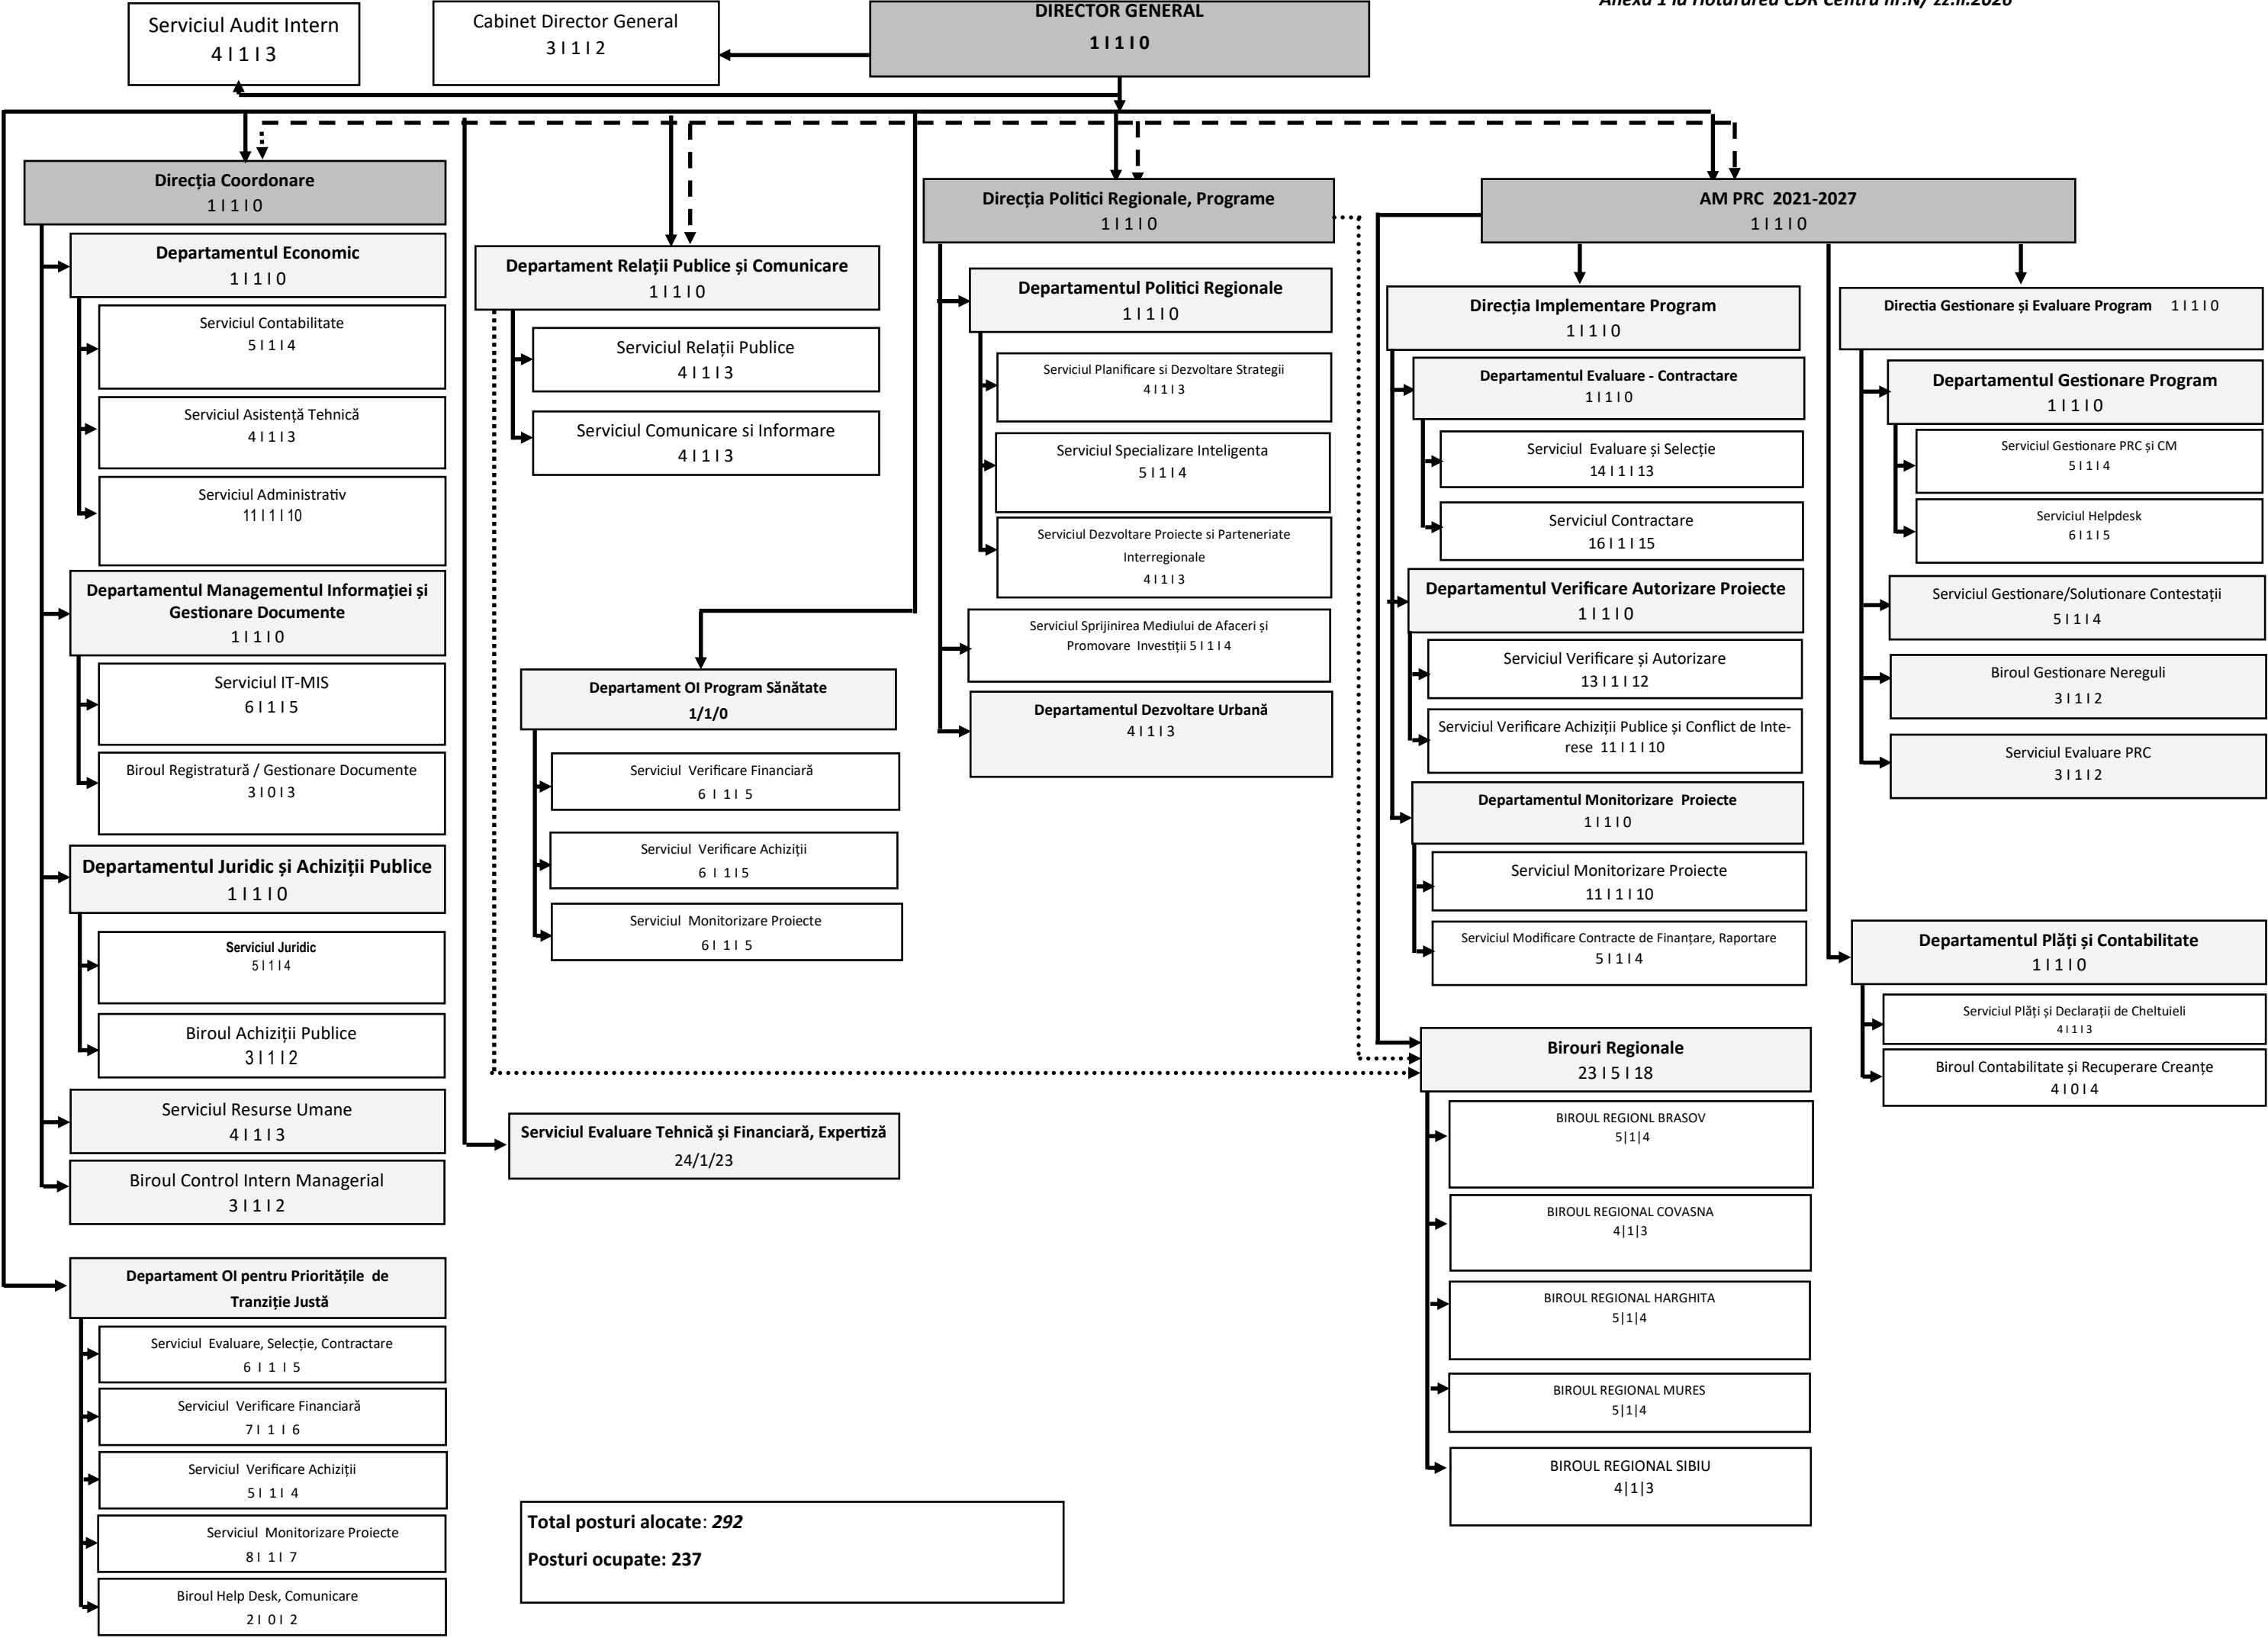 Serviciul Audit Intern
4 I 1 I 3
Cabinet Director General
3 I 1 I 2
DIRECTOR GENERAL
1 I 1 I 0
Direcția Coordonare
1 I 1 I 0
Departamentul Economic
1 I 1 I 0
Serviciul Contabilitate
5 I 1 I 4
Serviciul Asistență Tehnică
4 I 1 I 3
Serviciul Administrativ
11 I 1 I 10
Departamentul Managementul Informației și
Gestionare Documente
1 I 1 I 0
Serviciul IT-MIS
6 I 1 I 5
Biroul Registratură / Gestionare Documente
3 I 0 I 3
Departamentul Juridic și Achiziții Publice
1 I 1 I 0
Serviciul Juridic
5 I 1 I 4
Biroul Achiziții Publice
3 I 1 I 2
Serviciul Resurse Umane
4 I 1 I 3
Biroul Control Intern Managerial
3 I 1 I 2
Departament OI pentru Prioritățile de
Tranziție Justă
Serviciul Evaluare, Selecție, Contractare
6 I 1 I 5
Serviciul Verificare Financiară
7 I 1 I 6
Serviciul Verificare Achiziții
5 I 1 I 4
Serviciul Monitorizare Proiecte
8 I 1 I 7
Biroul Help Desk, Comunicare
2 I 0 I 2
Departament Relații Publice și Comunicare
1 I 1 I 0
Serviciul Relații Publice
4 I 1 I 3
Serviciul Comunicare si Informare
4 I 1 I 3
Departament OI Program Sănătate
1/1/0
Serviciul Verificare Financiară
6 I 1 I 5
Serviciul Verificare Achiziții
6 I 1 I 5
Serviciul Monitorizare Proiecte
6 I 1 I 5
Serviciul Evaluare Tehnică și Financiară, Expertiză
24/1/23
Total posturi alocate: 292
Posturi ocupate: 237
Direcția Politici Regionale, Programe
1 I 1 I 0
Departamentul Politici Regionale
1 I 1 I 0
Serviciul Planificare si Dezvoltare Strategii
4 I 1 I 3
Serviciul Specializare Inteligenta
5 I 1 I 4
Serviciul Dezvoltare Proiecte si Parteneriate
Interregionale
4 I 1 I 3
Serviciul Sprijinirea Mediului de Afaceri și
Promovare Investiții 5 I 1 I 4
Departamentul Dezvoltare Urbană
4 I 1 I 3
AM PRC 2021-2027
1 I 1 I 0
Direcția Implementare Program
1 I 1 I 0
Departamentul Evaluare - Contractare
1 I 1 I 0
Serviciul Evaluare și Selecție
14 I 1 I 13
Serviciul Contractare
16 I 1 I 15
Departamentul Verificare Autorizare Proiecte
1 I 1 I 0
Serviciul Verificare și Autorizare
13 I 1 I 12
Serviciul Verificare Achiziții Publice și Conflict de Inte-
rese 11 I 1 I 10
Departamentul Monitorizare Proiecte
1 I 1 I 0
Serviciul Monitorizare Proiecte
11 I 1 I 10
Serviciul Modificare Contracte de Finanțare, Raportare
5 I 1 I 4
Birouri Regionale
23 I 5 I 18
BIROUL REGIONL BRASOV
5|1|4
BIROUL REGIONAL COVASNA
4|1|3
BIROUL REGIONAL HARGHITA
5|1|4
BIROUL REGIONAL MURES
5|1|4
BIROUL REGIONAL SIBIU
4|1|3
Directia Gestionare și Evaluare Program 1 I 1 I 0
Departamentul Gestionare Program
1 I 1 I 0
Serviciul Gestionare PRC și CM
5 I 1 I 4
Serviciul Helpdesk
6 I 1 I 5
Serviciul Gestionare/Solutionare Contestații
5 I 1 I 4
Biroul Gestionare Nereguli
3 I 1 I 2
Serviciul Evaluare PRC
3 I 1 I 2
Departamentul Plăți și Contabilitate
1 I 1 I 0
Serviciul Plăți și Declarații de Cheltuieli
4 I 1 I 3
Biroul Contabilitate și Recuperare Creanțe
4 I 0 I 4